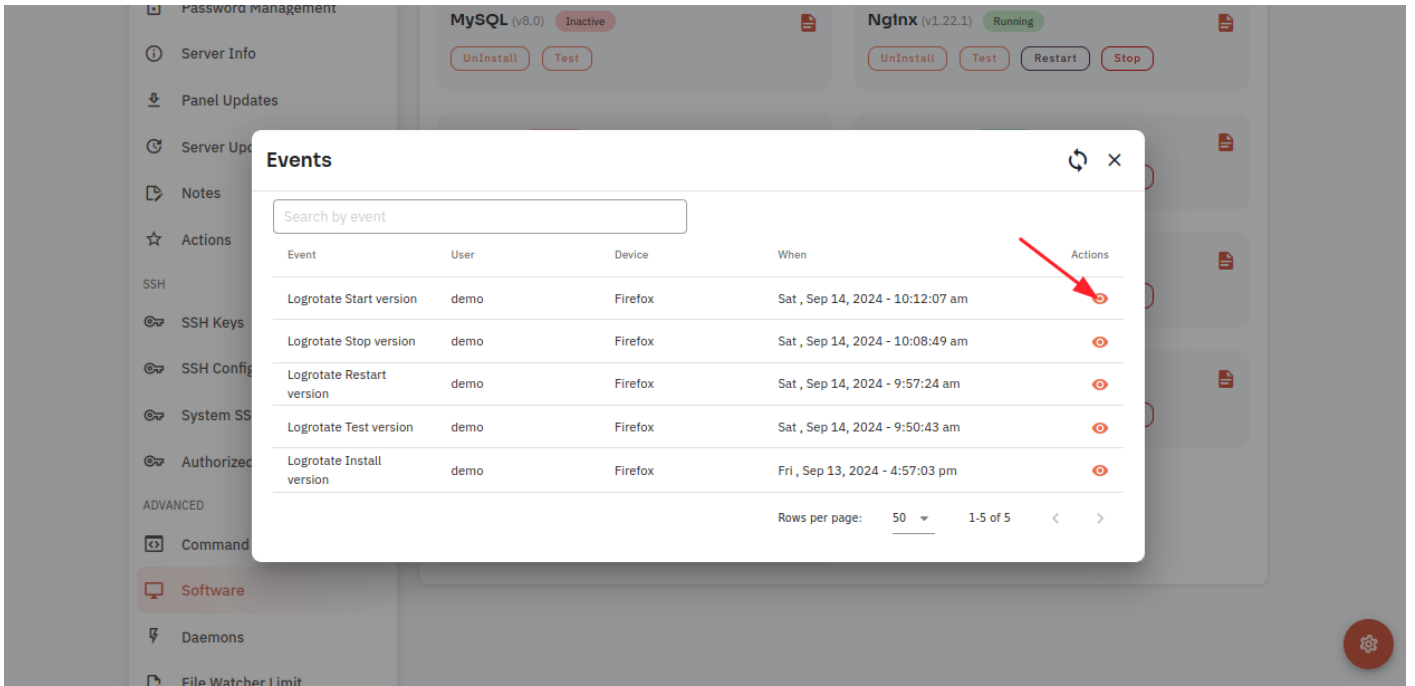 Password Management
Server Info
Panel Updates
Server Upd
Notes
Actions
SSH
SSH Keys
SSH Config
System SS
Authorized
ADVANCED
Command
Software
Daemons
File Watcher Limit
MySQL (v8.0) Inactive
UnInstall Test
Nginx (v1.22.1) Running
UnInstall Test Restart Stop
Events
Search by event
Event User Device When Actions
Logrotate Start version demo Firefox Sat , Sep 14, 2024 - 10:12:07 am
Logrotate Stop version demo Firefox Sat , Sep 14, 2024 - 10:08:49 am
Logrotate Restart
version demo Firefox Sat , Sep 14, 2024 - 9:57:24 am
Logrotate Test version demo Firefox Sat , Sep 14, 2024 - 9:50:43 am
Logrotate Install
version demo Firefox Fri , Sep 13, 2024 - 4:57:03 pm
Rows per page: 50 1-5 of 5